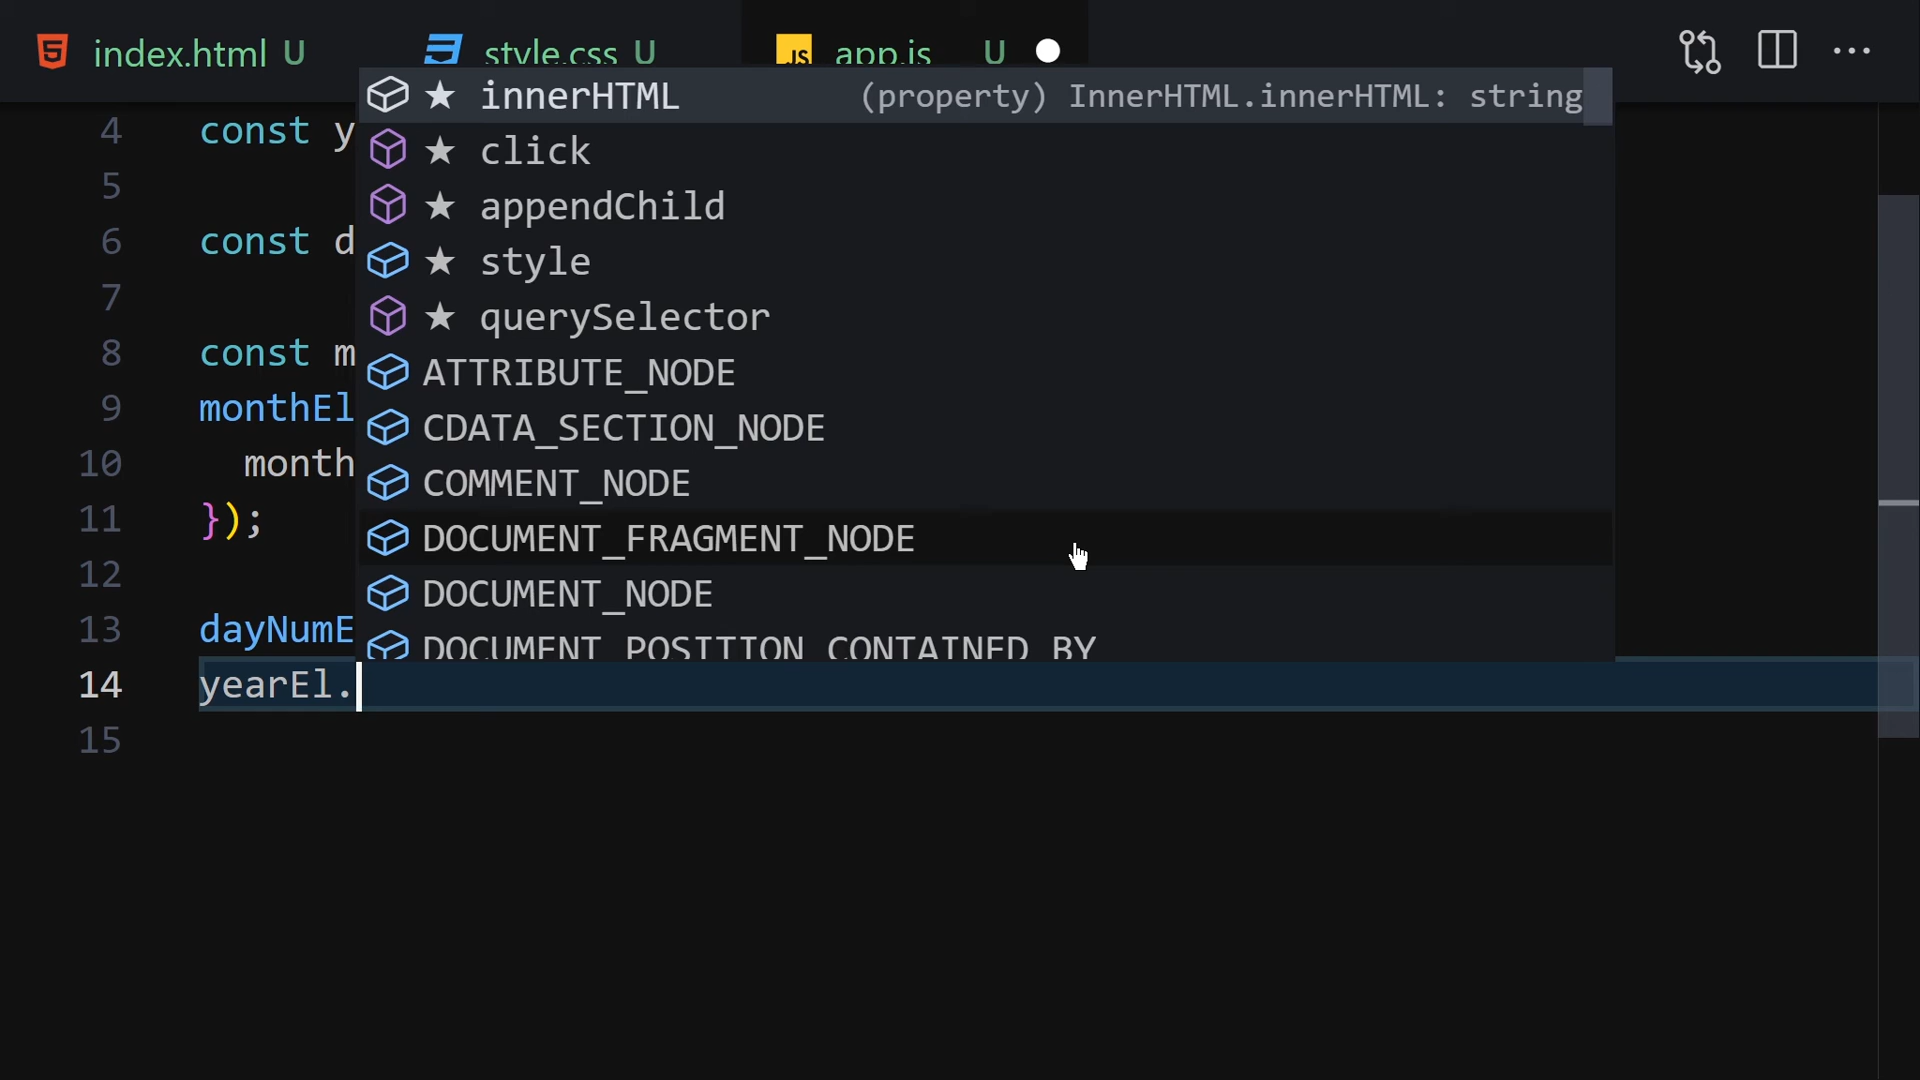 index.html U
style.css U
app.js U
innerHTML (property) InnerHTML.innerHTML: string
4 const y
click
5
appendChild
6 const d
style
7
querySelector
8 const m
ATTRIBUTE_NODE
9 monthEl
CDATA_SECTION_NODE
10 month
COMMENT_NODE
11 });
DOCUMENT_FRAGMENT_NODE
12
DOCUMENT_NODE
13 dayNumE
DOCUMENT_POSITION_CONTAINED_BY
14 yearEl.
15